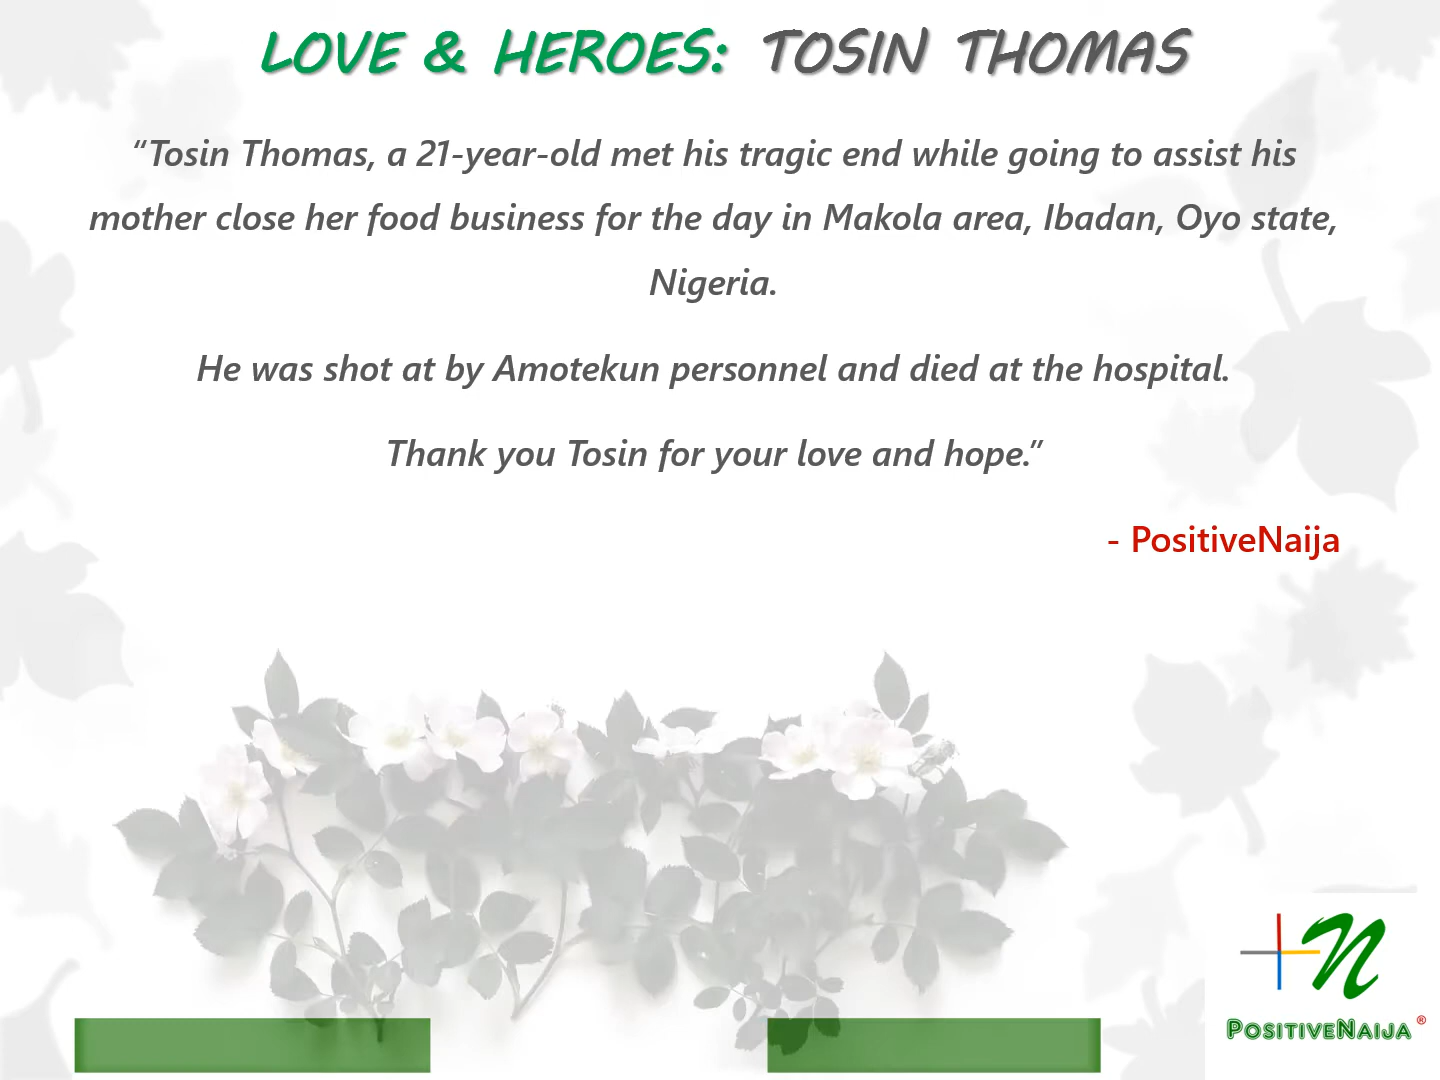 LOVE & HEROES: TOSIN THOMAS
“Tosin Thomas, a 21-year-old met his tragic end while going to assist his
mother close her food business for the day in Makola area, Ibadan, Oyo state,
Nigeria.
He was shot at by Amotekun personnel and died at the hospital.
Thank you Tosin for your love and hope.”
- PositiveNaija
+N
POSITIVENAIJA®